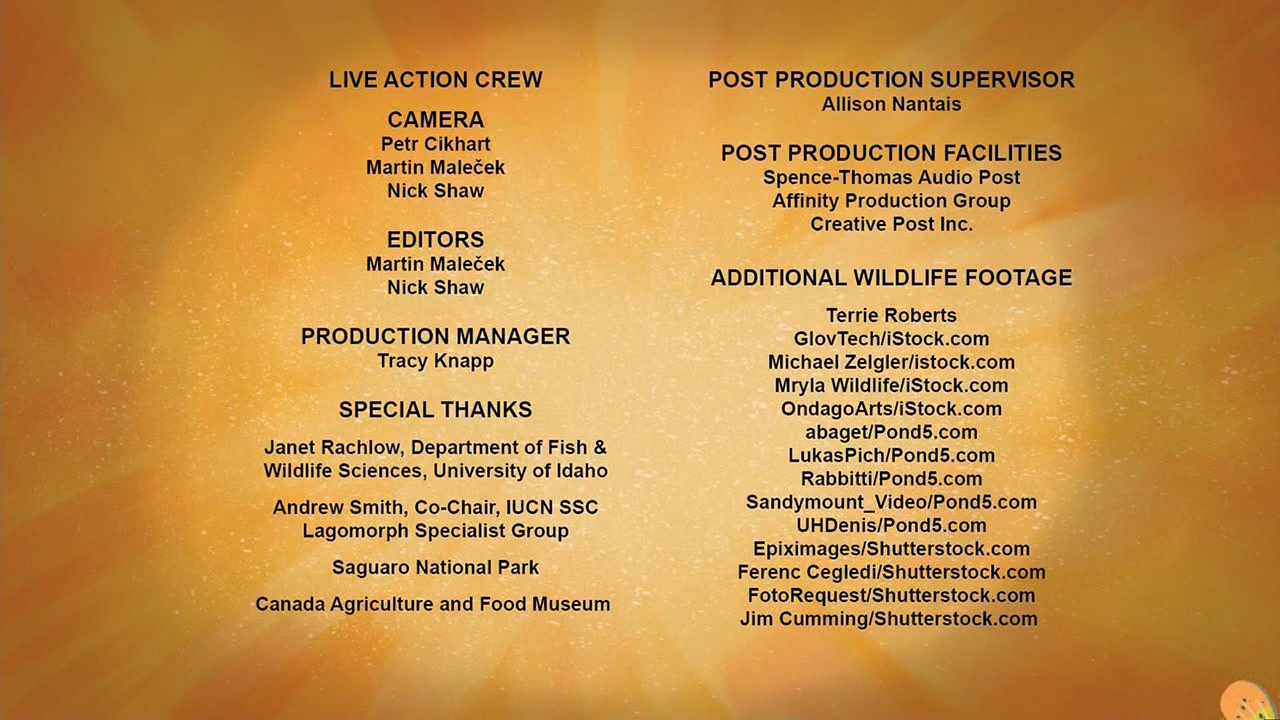 LIVE ACTION CREW
CAMERA
Petr Cikhart
Martin Maleček
Nick Shaw
EDITORS
Martin Maleček
Nick Shaw
PRODUCTION MANAGER
Tracy Knapp
SPECIAL THANKS
Janet Rachlow, Department of Fish &
Wildlife Sciences, University of Idaho
Andrew Smith, Co-Chair, IUCN SSC
Lagomorph Specialist Group
Saguaro National Park
Canada Agriculture and Food Museum
POST PRODUCTION SUPERVISOR
Allison Nantais
POST PRODUCTION FACILITIES
Spence-Thomas Audio Post
Affinity Production Group
Creative Post Inc.
ADDITIONAL WILDLIFE FOOTAGE
Terrie Roberts
GlovTech/iStock.com
Michael Zelgler/istock.com
Mryla Wildlife/iStock.com
OndagoArts/iStock.com
abaget/Pond5.com
LukasPich/Pond5.com
Rabbitti/Pond5.com
Sandymount_Video/Pond5.com
UHDenis/Pond5.com
Epiximages/Shutterstock.com
Ferenc Cegledi/Shutterstock.com
FotoRequest/Shutterstock.com
Jim Cumming/Shutterstock.com